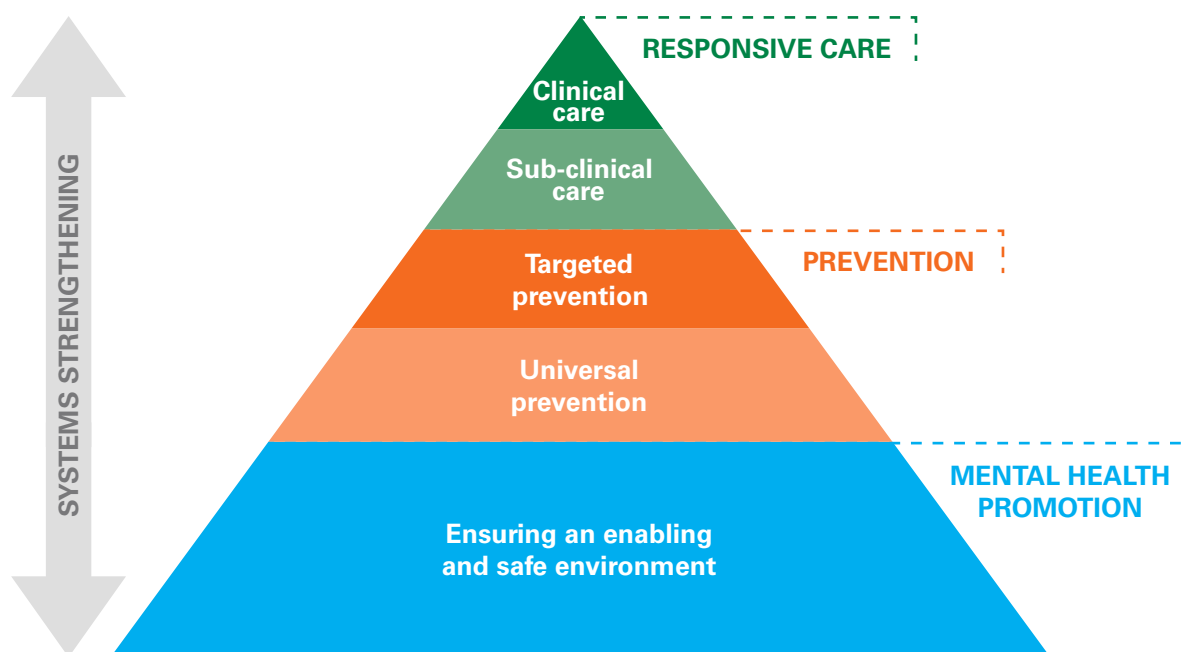 RESPONSIVE CARE
Clinical
care
Sub-clinical
care
PREVENTION
Targeted
prevention
Universal
prevention
MENTAL HEALTH
PROMOTION
Ensuring an enabling
and safe environment
SYSTEMS STRENGTHENING